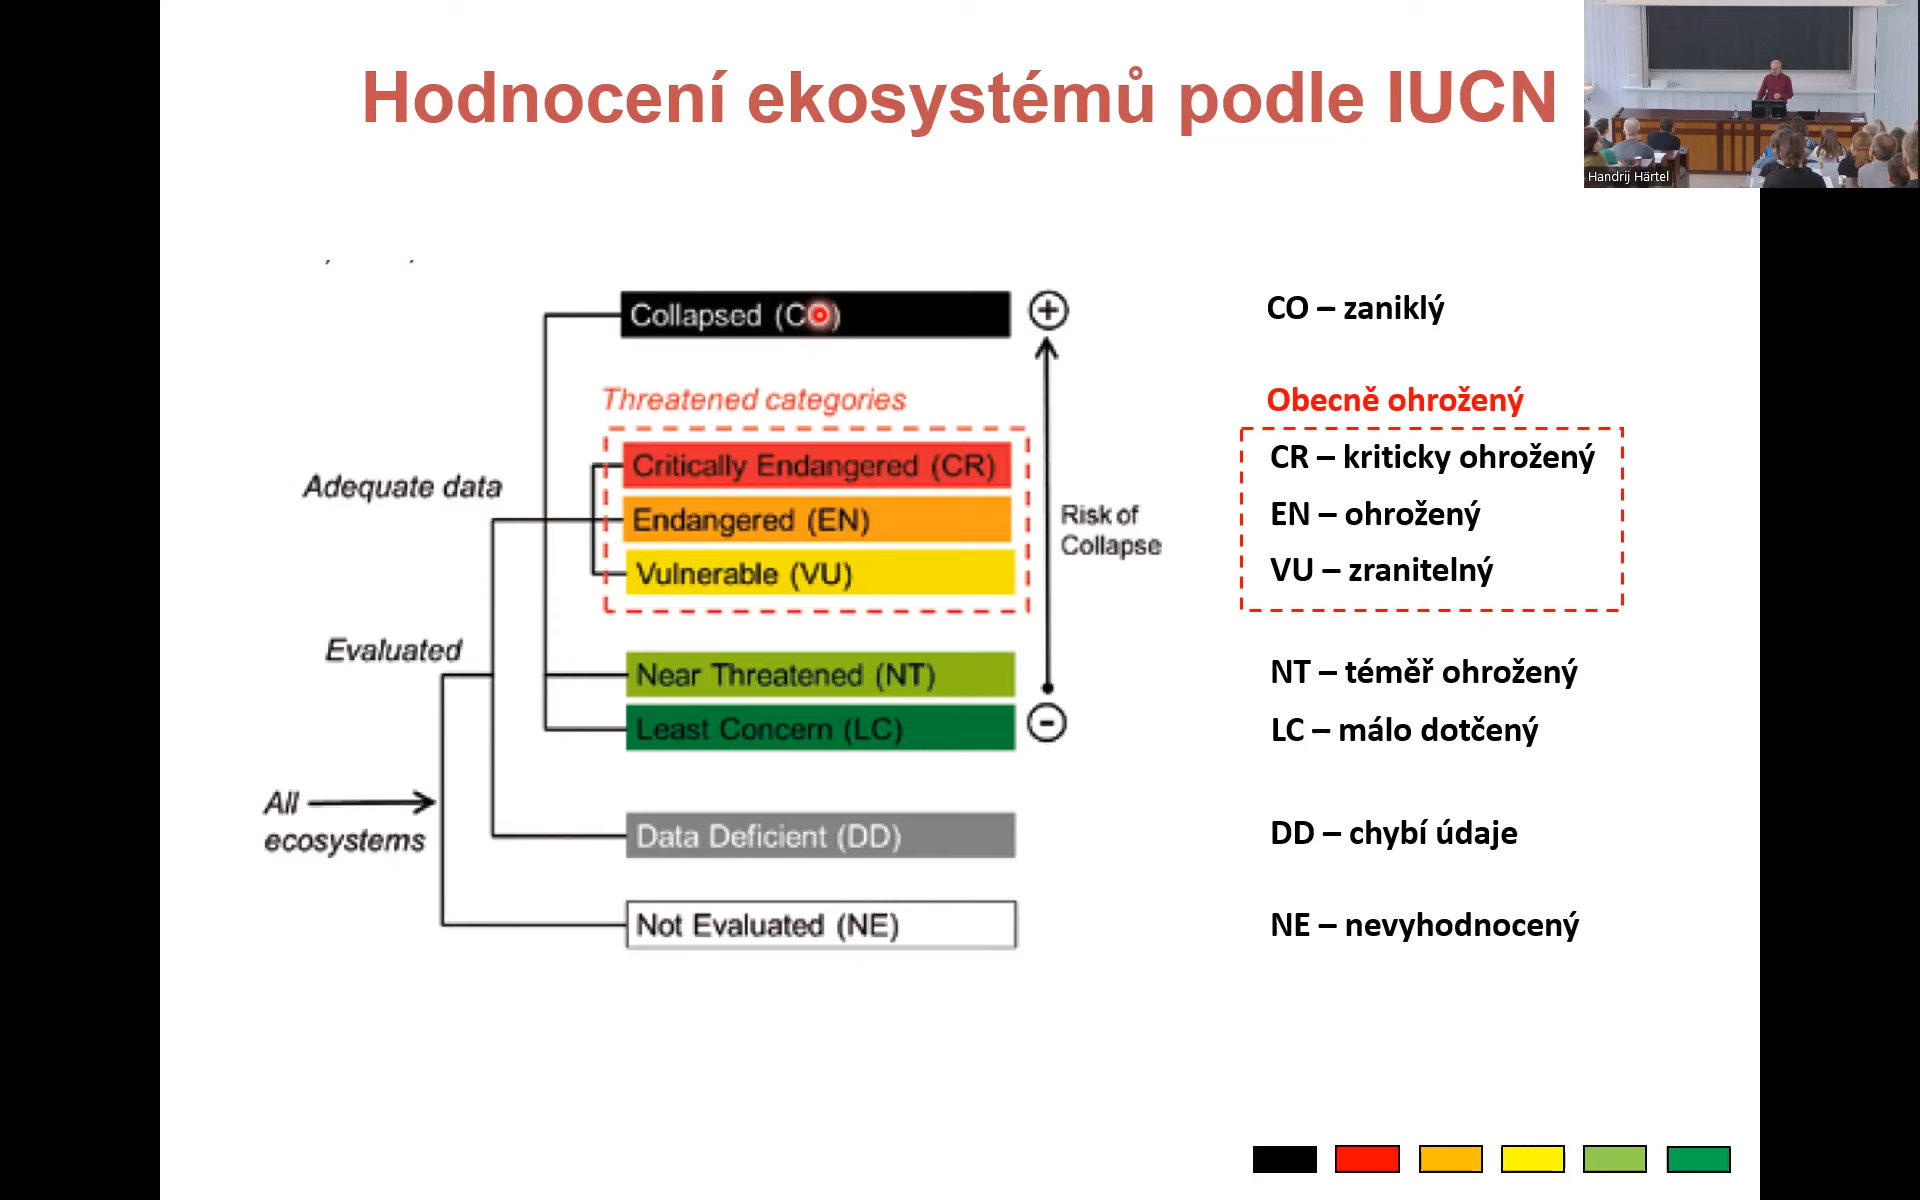 Hodnocení ekosystémů podle IUCN
Handrij Härtel
Collapsed (CO)
Threatened categories
Critically Endangered (CR)
Endangered (EN)
Vulnerable (VU)
Near Threatened (NT)
Least Concern (LC)
Data Deficient (DD)
Not Evaluated (NE)
Adequate data
Evaluated
All
ecosystems
Risk of
Collapse
CO – zaniklý
Obecně ohrožený
CR – kriticky ohrožený
EN – ohrožený
VU – zranitelný
NT – téměř ohrožený
LC – málo dotčený
DD – chybí údaje
NE – nevyhodnocený